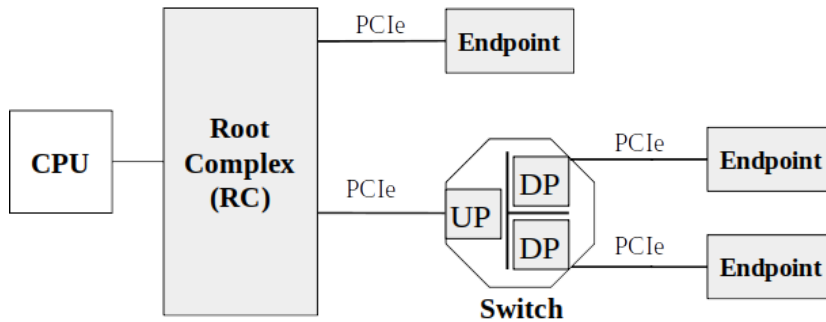 PCIe
Endpoint
CPU
Root
Complex
(RC)
PCIe
UP
DP
DP
PCIe
Endpoint
PCIe
Endpoint
Switch